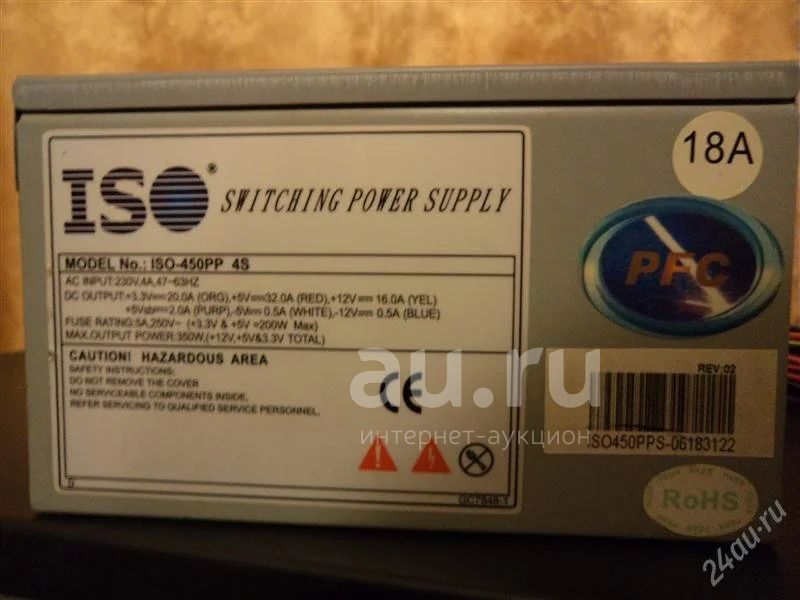 ISO® SWITCHING POWER SUPPLY
MODEL No.: ISO-450PP 4S
AC INPUT:230V,4A,47~63HZ
DC OUTPUT:+3.3V⎓20.0A (ORG),+5V⎓32.0A (RED),+12V⎓ 16.0A (YEL)
+5Vsb⎓2.0A (PURP),-5V⎓0.5A (WHITE),-12V⎓0.5A (BLUE)
FUSE RATING:5A,250V~ (+3.3V & +5V =200W Max)
MAX.OUTPUT POWER:350W,(+12V,+5V&3.3V TOTAL)
CAUTION! HAZARDOUS AREA
SAFETY INSTRUCTIONS:
DO NOT REMOVE THE COVER
NO SERVICEABLE COMPONENTS INSIDE.
REFER SERVICING TO QUALIFIED SERVICE PERSONNEL.
CE
D
18A
PFC
REV:02
ISO450PPS-06183122
RoHS
au.ru
интернет-аукцион
24au.ru